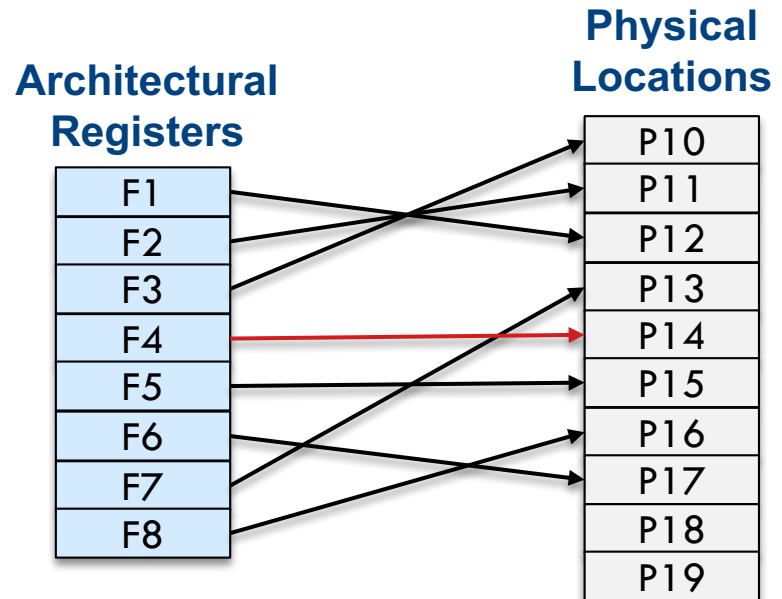 Architectural
Registers
F1
F2
F3
F4
F5
F6
F7
F8
Physical
Locations
P10
P11
P12
P13
P14
P15
P16
P17
P18
P19